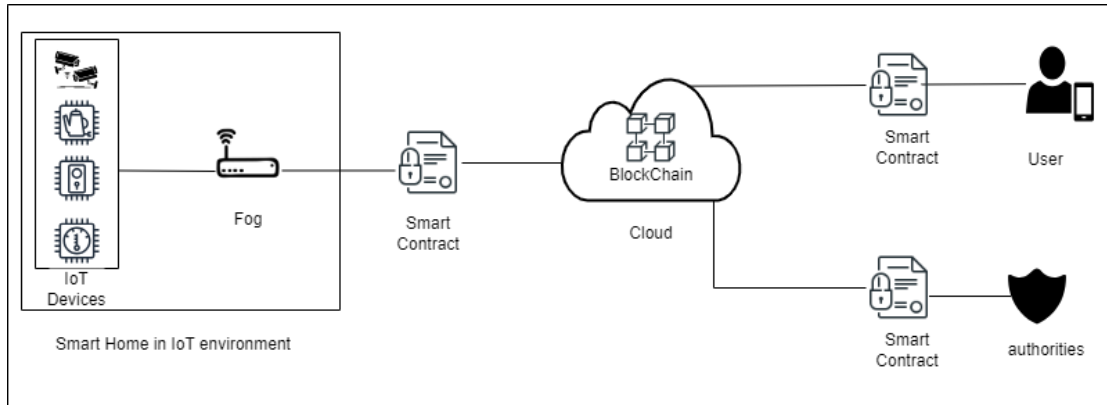 IoT
Devices
Smart Home in IoT environment
Fog
Smart
Contract
BlockChain
Cloud
Smart
Contract
User
Smart
Contract
authorities